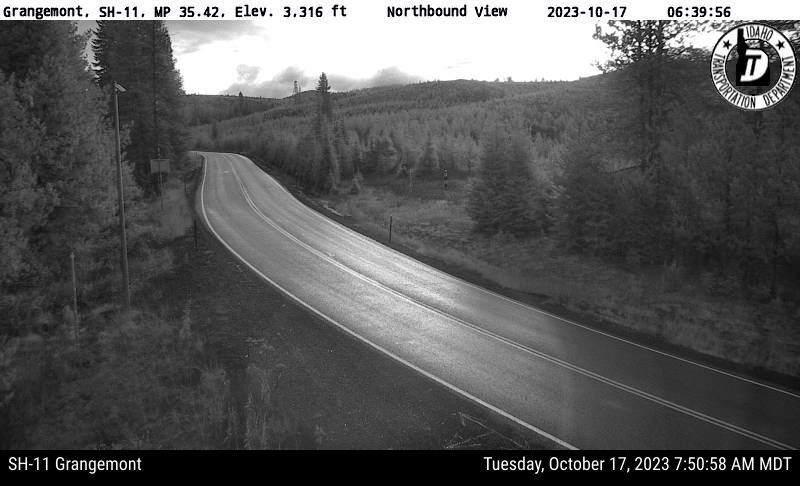 Grangemont, SH-11, MP 35.42, Elev. 3,316 ft Northbound View 2023-10-17 06:39:56
IDAHO
TRANSPORTATION DEPARTMENT
SH-11 Grangemont Tuesday, October 17, 2023 7:50:58 AM MDT